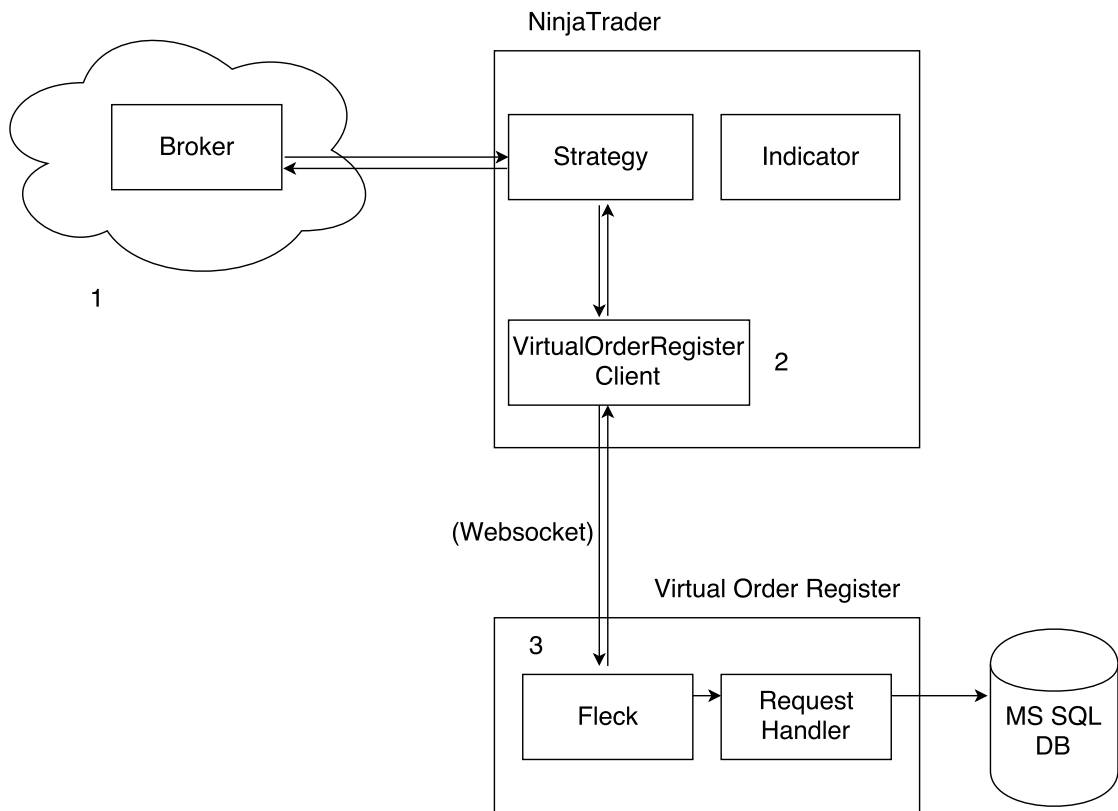 NinjaTrader
Broker
Strategy
Indicator
1
VirtualOrderRegister
Client
2
(Websocket)
Virtual Order Register
3
Fleck
Request
Handler
MS SQL
DB